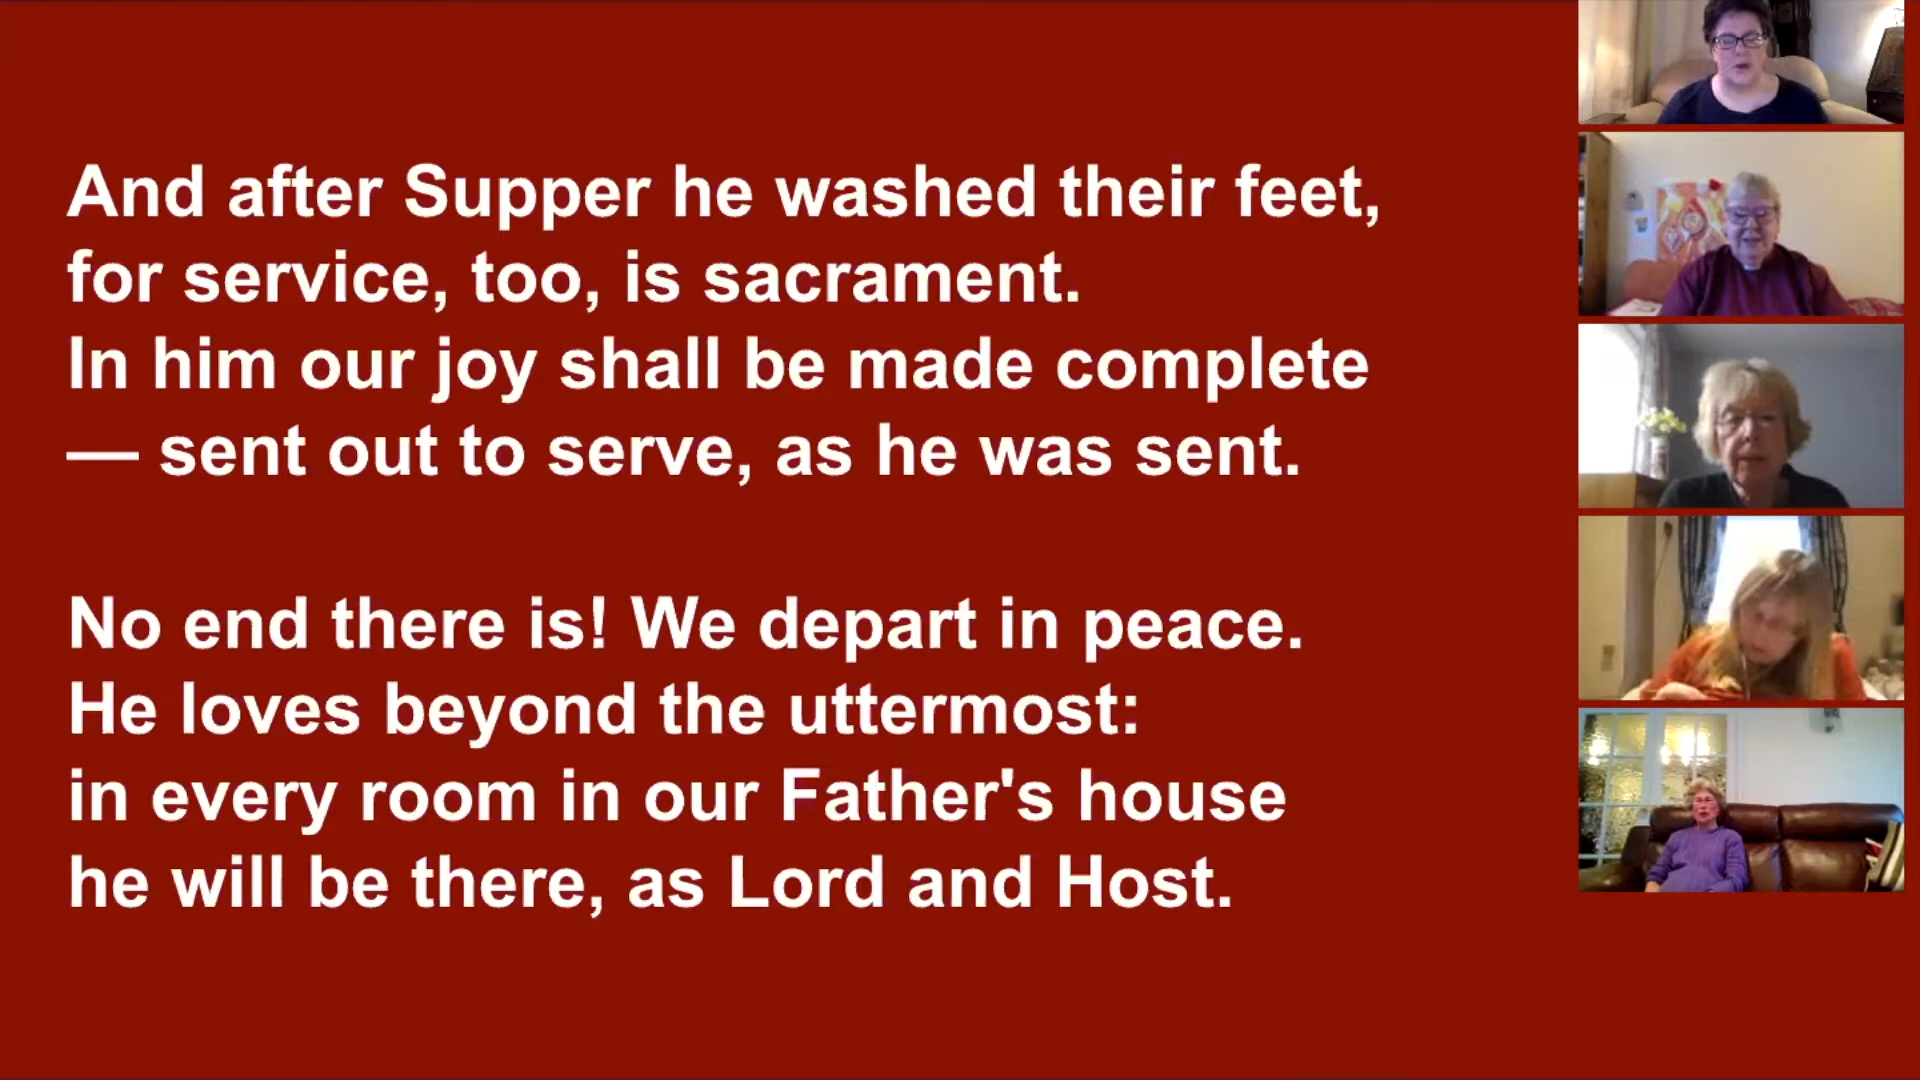 And after Supper he washed their feet,
for service, too, is sacrament.
In him our joy shall be made complete
— sent out to serve, as he was sent.
No end there is! We depart in peace.
He loves beyond the uttermost:
in every room in our Father's house
he will be there, as Lord and Host.